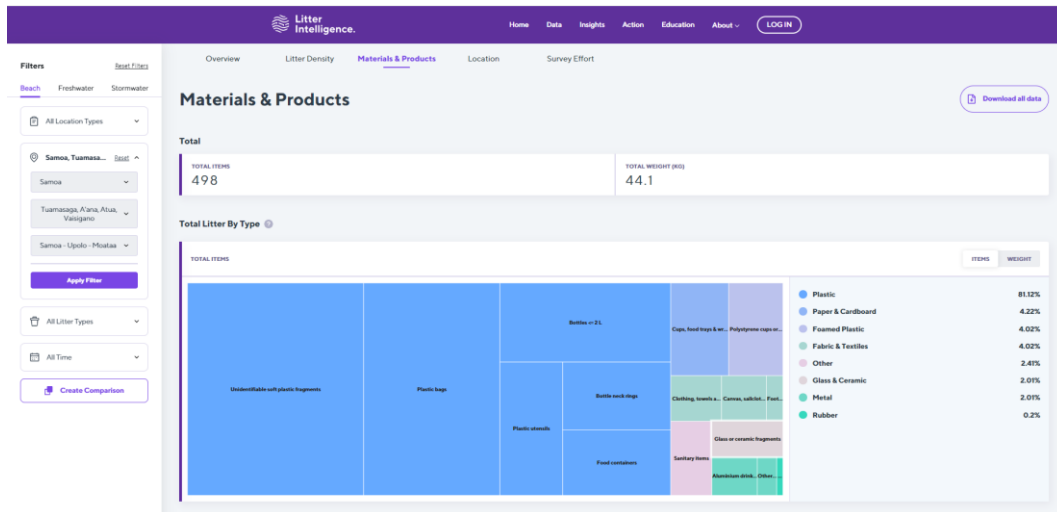 Litter
Intelligence.
Home Data Insights Action Education About LOG IN
Filters Reset Filters
Beach Freshwater Stormwater
All Location Types
Samoa, Tuamasa... Reset
Samoa
Tuamasaga, A'ana, Atua,
Vaisigano
Samoa - Upolo - Moataa
Apply Filter
All Litter Types
All Time
Create Comparison
Overview Litter Density Materials & Products Location Survey Effort
Materials & Products
Download all data
Total
TOTAL ITEMS
498
TOTAL WEIGHT (KG)
44.1
Total Litter By Type
TOTAL ITEMS
ITEMS WEIGHT
Unidentifiable soft plastic fragments
Plastic bags
Bottles <= 2 L
Plastic utensils
Bottle neck rings
Food containers
Cups, food trays & wr...
Polystyrene cups or...
Clothing, towels a...
Canvas, sailclot...
Foot...
Sanitary items
Glass or ceramic fragments
Aluminium drink...
Other...
Plastic 81.12%
Paper & Cardboard 4.22%
Foamed Plastic 4.02%
Fabric & Textiles 4.02%
Other 2.41%
Glass & Ceramic 2.01%
Metal 2.01%
Rubber 0.2%